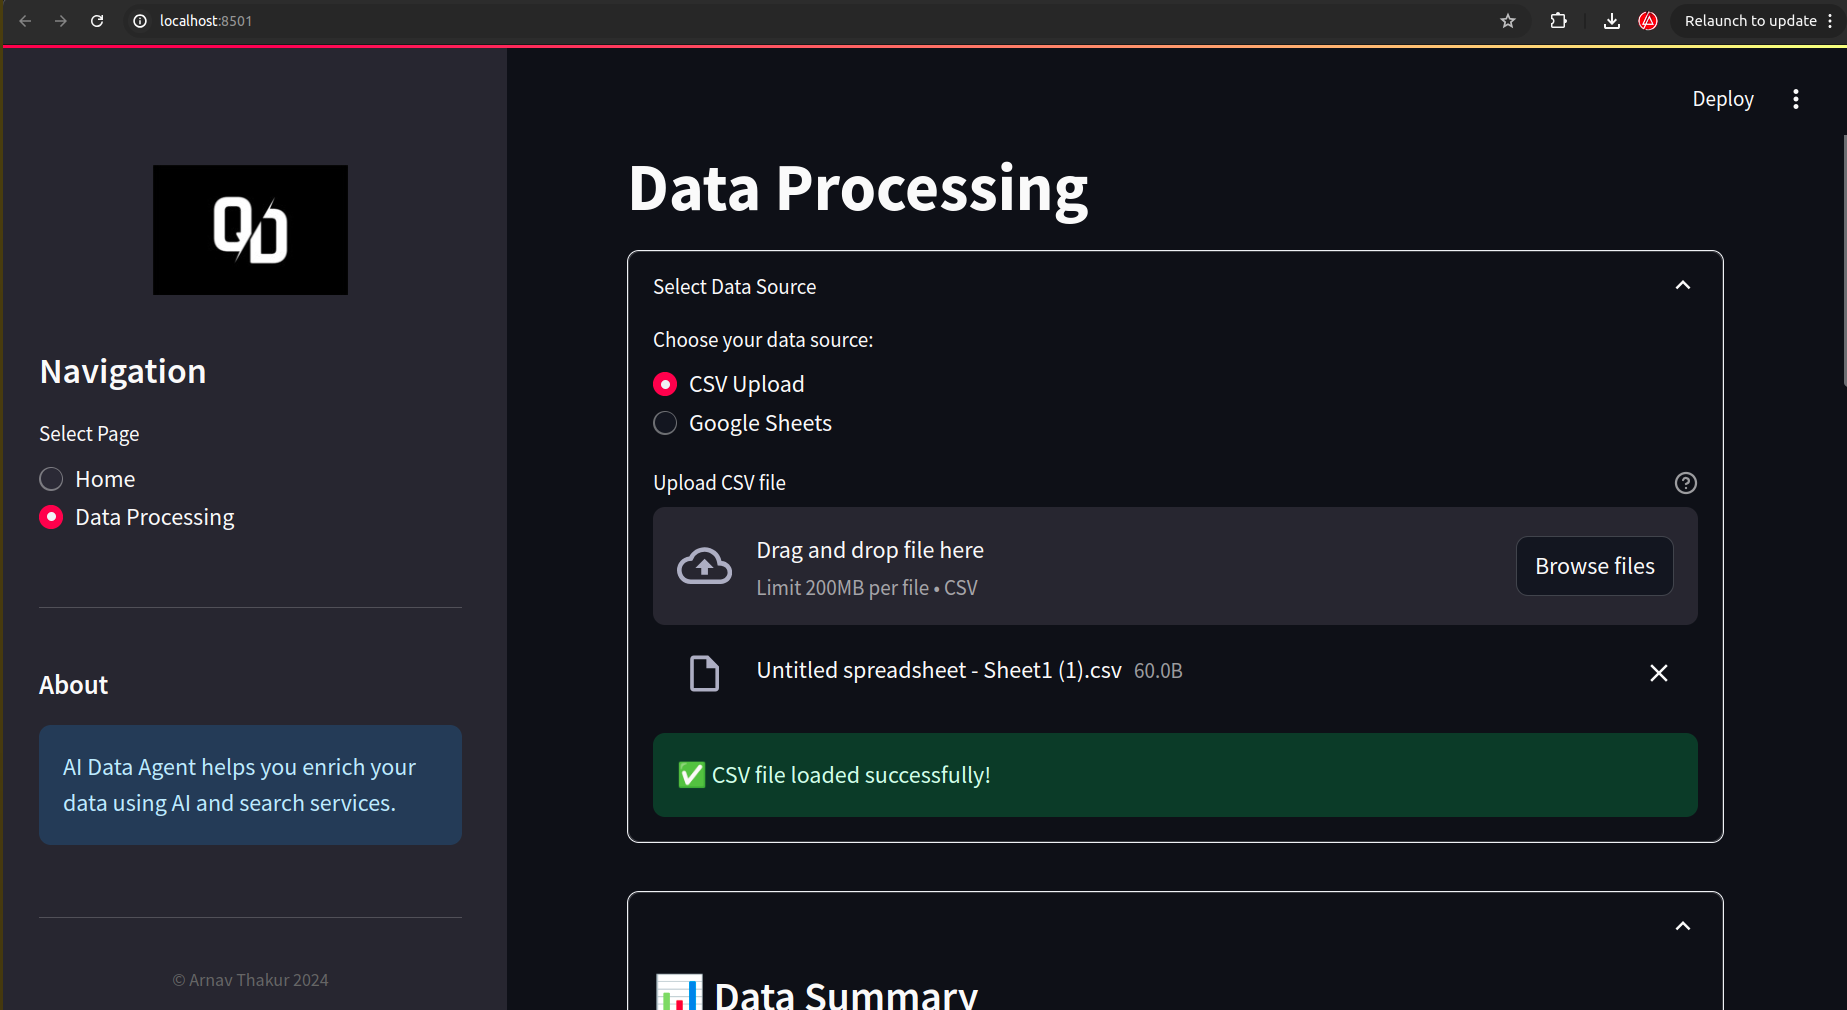 localhost:8501
Relaunch to update
Deploy
QD
Navigation
Select Page
Home
Data Processing
About
AI Data Agent helps you enrich your
data using AI and search services.
© Arnav Thakur 2024
Data Processing
Select Data Source
Choose your data source:
CSV Upload
Google Sheets
Upload CSV file
Drag and drop file here
Limit 200MB per file • CSV
Browse files
Untitled spreadsheet - Sheet1 (1).csv 60.0B
✅ CSV file loaded successfully!
📊 Data Summary